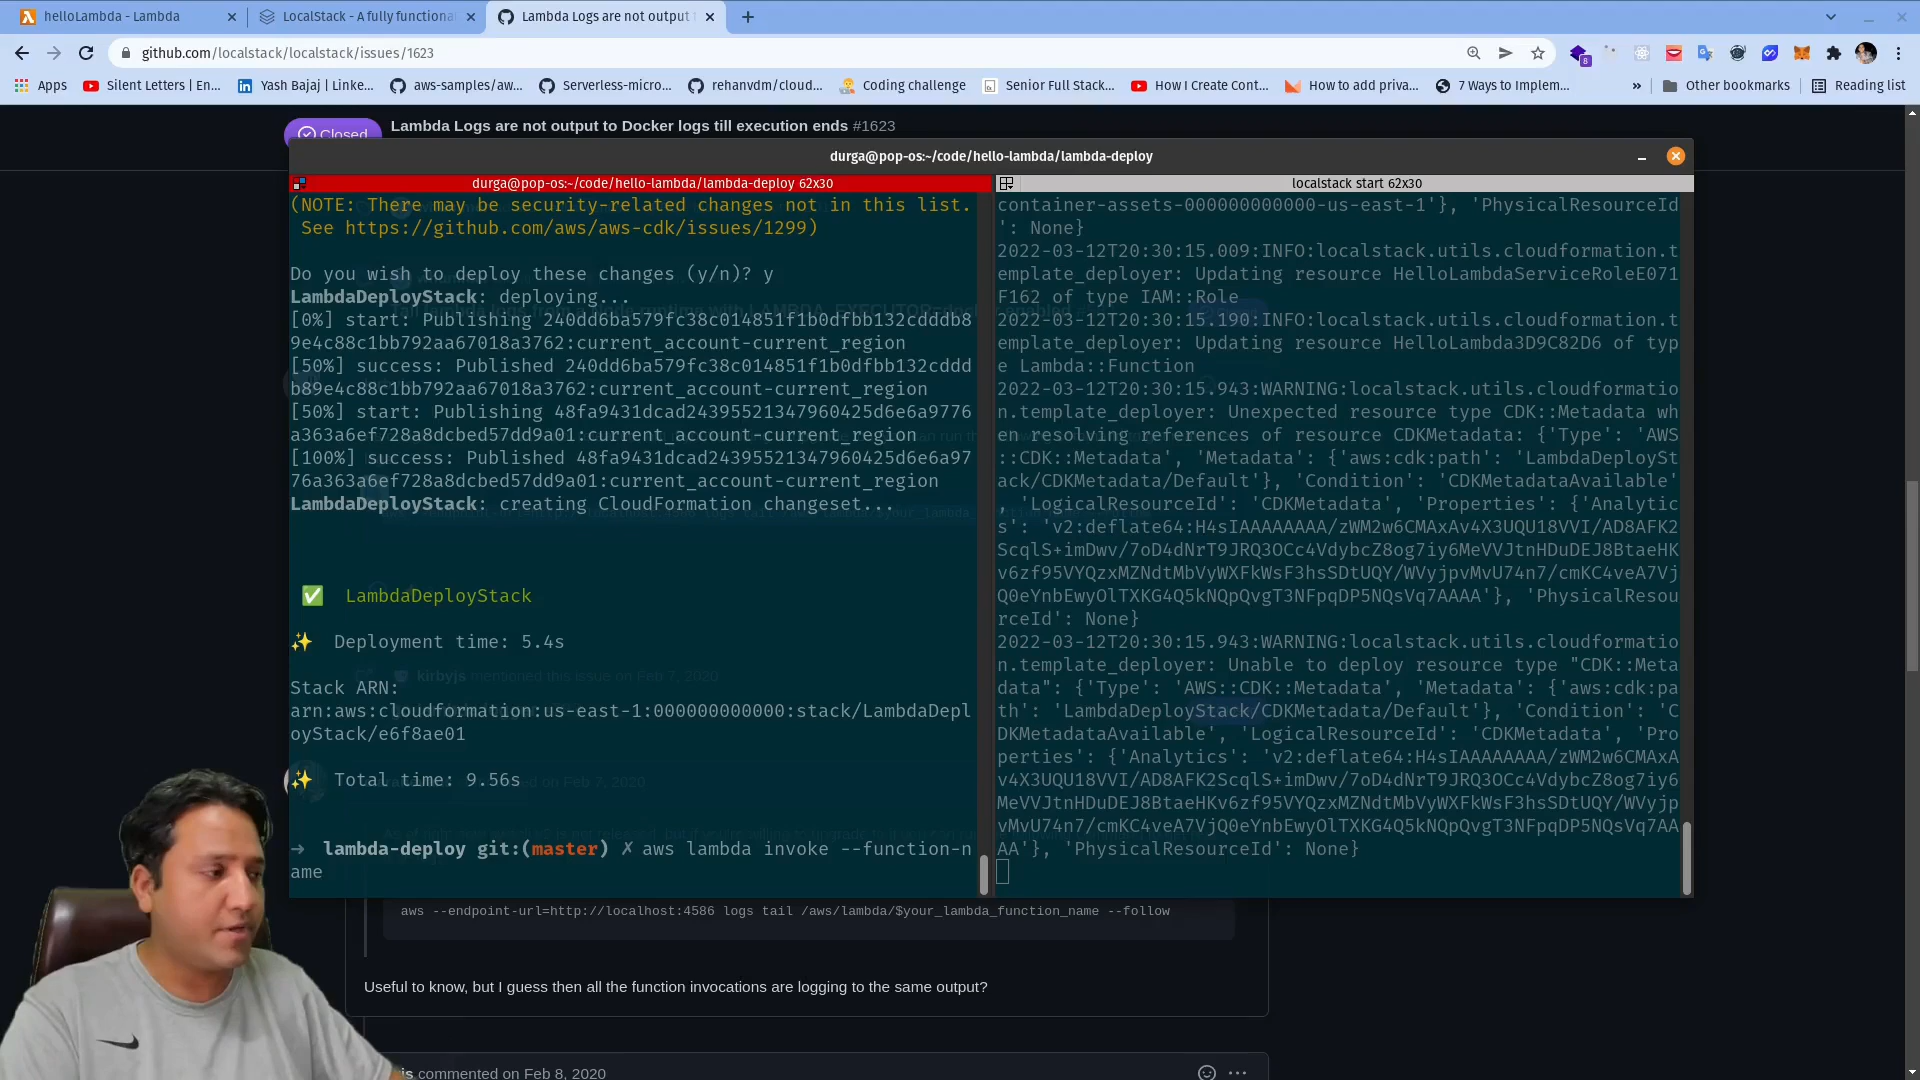 helloLambda - Lambda
LocalStack - A fully functiona
Lambda Logs are not output
github.com/localstack/localstack/issues/1623
8
Apps
Silent Letters | En...
Yash Bajaj | Linke...
aws-samples/aw...
Serverless-micro...
rehanvdm/cloud...
Coding challenge
Senior Full Stack...
How I Create Cont...
How to add priva...
7 Ways to Implem...
»
Other bookmarks
Reading list
Closed
Lambda Logs are not output to Docker logs till execution ends #1623
durga@pop-os:~/code/hello-lambda/lambda-deploy
durga@pop-os:~/code/hello-lambda/lambda-deploy 62x30
(NOTE: There may be security-related changes not in this list.
See https://github.com/aws/aws-cdk/issues/1299)
Do you wish to deploy these changes (y/n)? y
LambdaDeployStack: deploying...
[0%] start: Publishing 240dd6ba579fc38c014851f1b0dfbb132cdddb8
9e4c88c1bb792aa67018a3762:current_account-current_region
[50%] success: Published 240dd6ba579fc38c014851f1b0dfbb132cddd
b89e4c88c1bb792aa67018a3762:current_account-current_region
[50%] start: Publishing 48fa9431dcad24395521347960425d6e6a9776
a363a6ef728a8dcbed57dd9a01:current_account-current_region
[100%] success: Published 48fa9431dcad24395521347960425d6e6a97
76a363a6ef728a8dcbed57dd9a01:current_account-current_region
LambdaDeployStack: creating CloudFormation changeset...
✅ LambdaDeployStack
✨ Deployment time: 5.4s
Stack ARN:
arn:aws:cloudformation:us-east-1:000000000000:stack/LambdaDepl
oyStack/e6f8ae01
✨ Total time: 9.56s
→ lambda-deploy git:(master) ✗ aws lambda invoke --function-n
ame
localstack start 62x30
container-assets-000000000000-us-east-1'}, 'PhysicalResourceId
': None}
2022-03-12T20:30:15.009:INFO:localstack.utils.cloudformation.t
emplate_deployer: Updating resource HelloLambdaServiceRoleE071
F162 of type IAM::Role
2022-03-12T20:30:15.190:INFO:localstack.utils.cloudformation.t
emplate_deployer: Updating resource HelloLambda3D9C82D6 of typ
e Lambda::Function
2022-03-12T20:30:15.943:WARNING:localstack.utils.cloudformatio
n.template_deployer: Unexpected resource type CDK::Metadata wh
en resolving references of resource CDKMetadata: {'Type': 'AWS
::CDK::Metadata', 'Metadata': {'aws:cdk:path': 'LambdaDeploySt
ack/CDKMetadata/Default'}, 'Condition': 'CDKMetadataAvailable'
, 'LogicalResourceId': 'CDKMetadata', 'Properties': {'Analytic
s': 'v2:deflate64:H4sIAAAAAAAA/zWM2w6CMAxAv4X3UQU18VVI/AD8AFK2
ScqlS+imDwv/7oD4dNrT9JRQ3OCc4VdybcZ8og7iy6MeVVJtnHDuDEJ8BtaeHK
v6zf95VYQzxMZNdtMbVyWXFkWsF3hsSDtUQY/WVyjpvMvU74n7/cmKC4veA7Vj
Q0eYnbEwyOlTXKG4Q5kNQpQvgT3NFpqDP5NQsVq7AAAA'}, 'PhysicalResou
rceId': None}
2022-03-12T20:30:15.943:WARNING:localstack.utils.cloudformatio
n.template_deployer: Unable to deploy resource type "CDK::Meta
data": {'Type': 'AWS::CDK::Metadata', 'Metadata': {'aws:cdk:pa
th': 'LambdaDeployStack/CDKMetadata/Default'}, 'Condition': 'C
DKMetadataAvailable', 'LogicalResourceId': 'CDKMetadata', 'Pro
perties': {'Analytics': 'v2:deflate64:H4sIAAAAAAAA/zWM2w6CMAxA
v4X3UQU18VVI/AD8AFK2ScqlS+imDwv/7oD4dNrT9JRQ3OCc4VdybcZ8og7iy6
MeVVJtnHDuDEJ8BtaeHKv6zf95VYQzxMZNdtMbVyWXFkWsF3hsSDtUQY/WVyjp
vMvU74n7/cmKC4veA7VjQ0eYnbEwyOlTXKG4Q5kNQpQvgT3NFpqDP5NQsVq7AA
AA'}, 'PhysicalResourceId': None}
kirbyjs mentioned this issue on Feb 7, 2020
on Feb 7, 2020
aws --endpoint-url=http://localhost:4586 logs tail /aws/lambda/$your_lambda_function_name --follow
Useful to know, but I guess then all the function invocations are logging to the same output?
commented on Feb 8, 2020